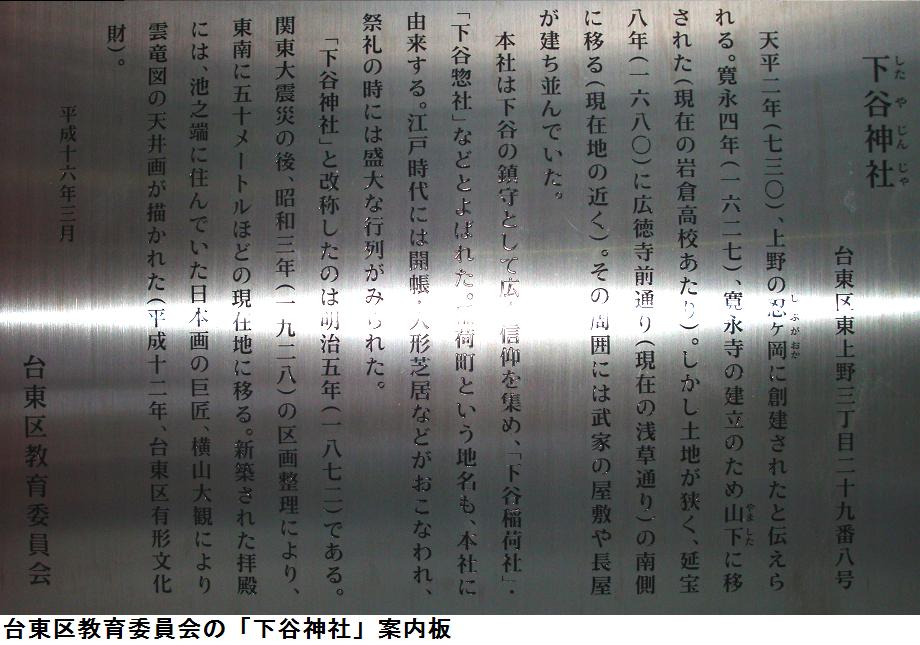 下谷神社
したやじんじゃ
台東区東上野三丁目二十九番八号
天平二年(七三〇)、上野の忍ヶ岡に創建されたと伝えら
しのぶがおか
れる。寛永四年(一六二七)、寛永寺の建立のため山下に移
やました
された(現在の岩倉高校あたり)。しかし土地が狭く、延宝
八年(一六八〇)に広徳寺前通り(現在の浅草通り)の南側
に移る(現在地の近く)。その周囲には武家の屋敷や長屋
が建ち並んでいた。
本社は下谷の鎮守として広く信仰を集め、「下谷稲荷社」・
「下谷惣社」などとよばれた。稲荷町という地名も、本社に
由来する。江戸時代には開帳・人形芝居などがおこなわれ、
祭礼の時には盛大な行列がみられた。
「下谷神社」と改称したのは明治五年(一八七二)である。
関東大震災の後、昭和三年(一九二八)の区画整理により、
東南に五十メートルほどの現在地に移る。新築された拝殿
には、池之端に住んでいた日本画の巨匠、横山大観により
雲竜図の天井画が描かれた(平成十二年、台東区有形文化
財)。
平成十六年三月
台東区教育委員会
台東区教育委員会の「下谷神社」案内板